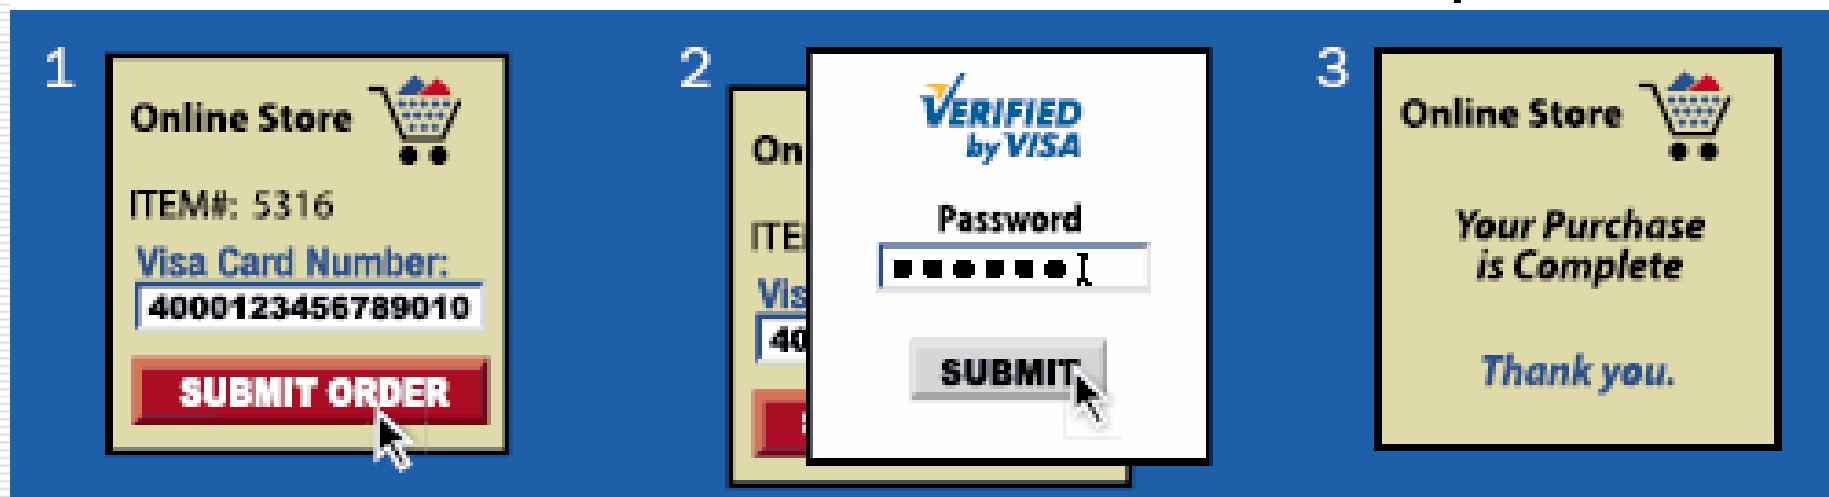 1
Online Store
ITEM#: 5316
Visa Card Number:
4000123456789010
SUBMIT ORDER
2
On
ITE
Vis
40
VERIFIED
by VISA
Password
SUBMIT
3
Online Store
Your Purchase
is Complete
Thank you.